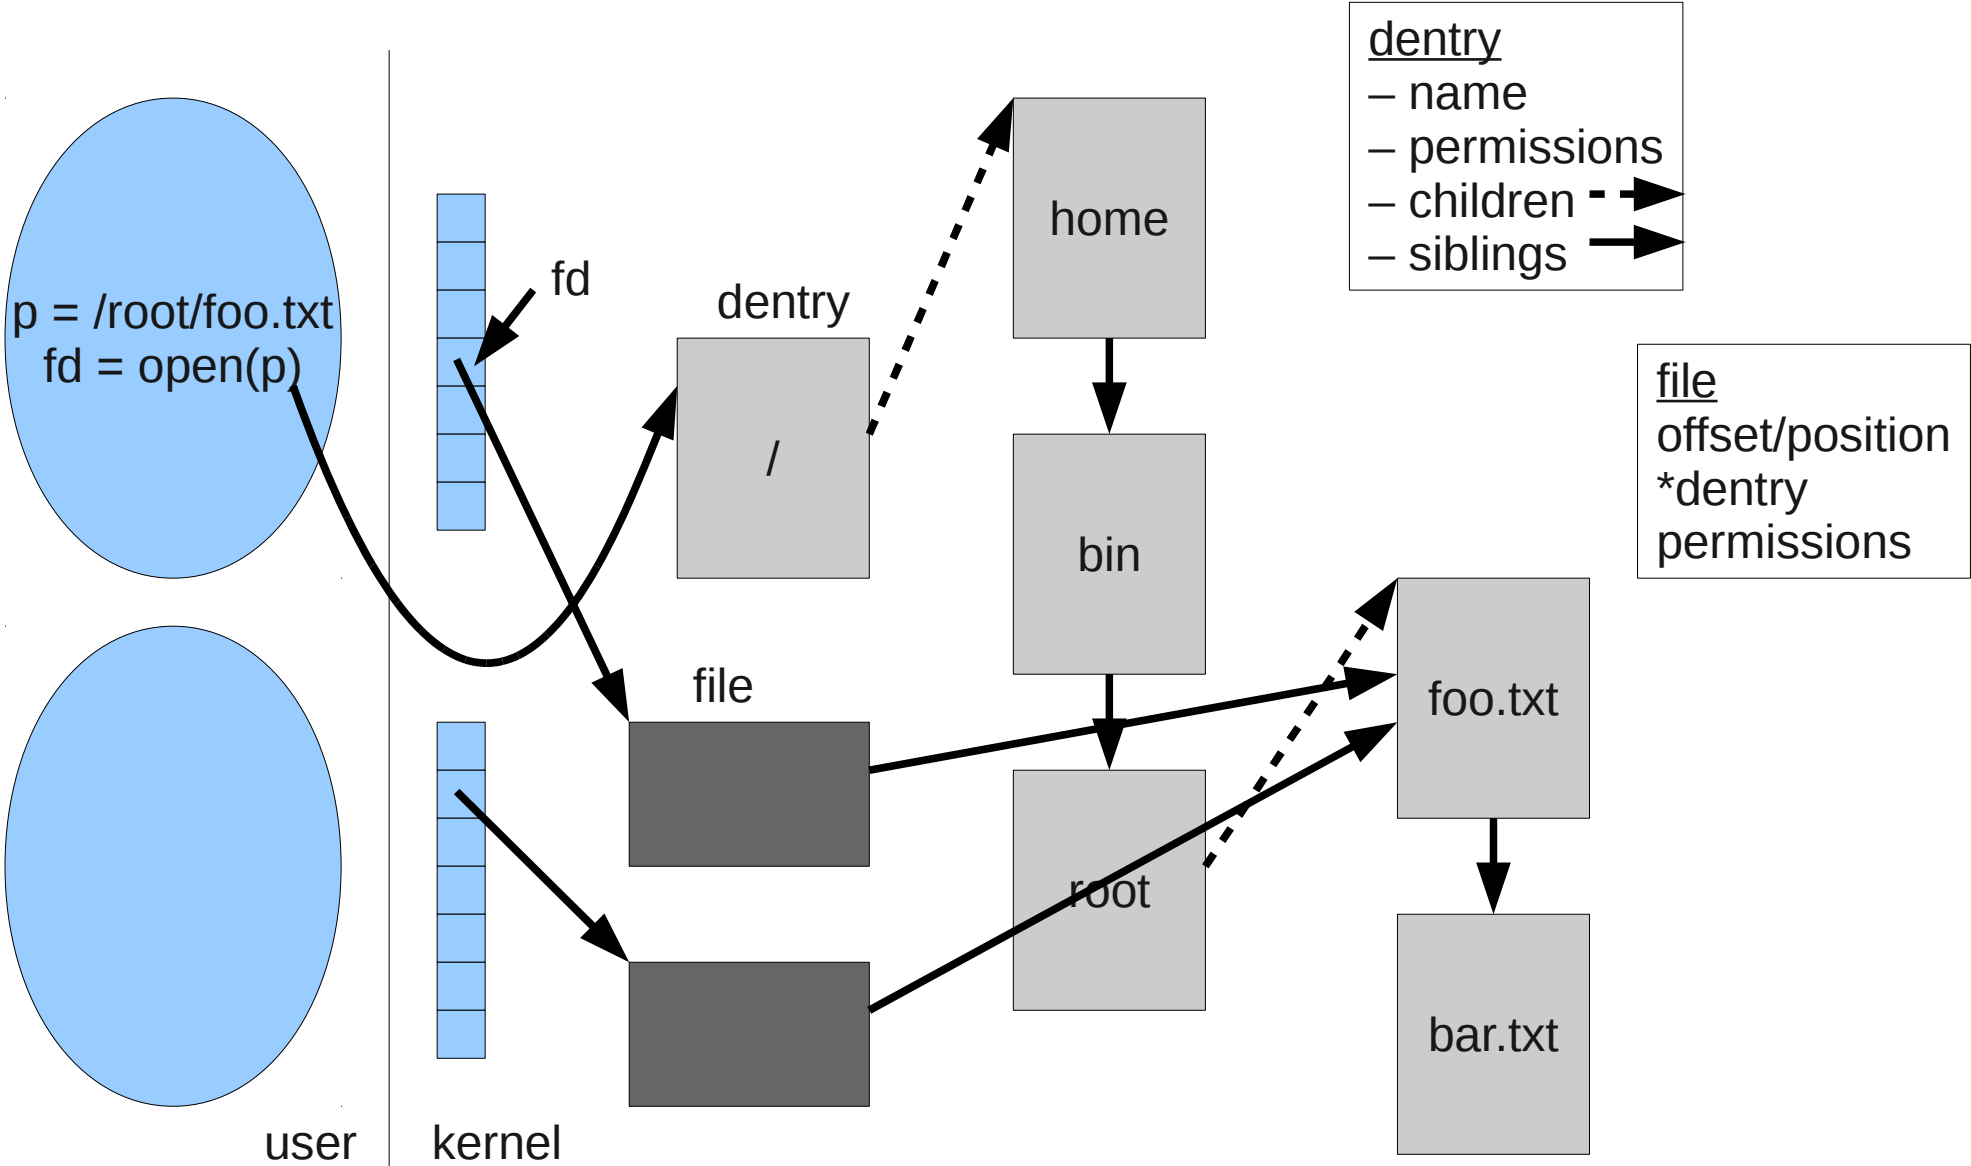 p = /root/foo.txt
fd = open(p)
fd
dentry
/
file
home
bin
root
foo.txt
bar.txt
dentry
– name
– permissions
– children
– siblings
file
offset/position
*dentry
permissions
user
kernel